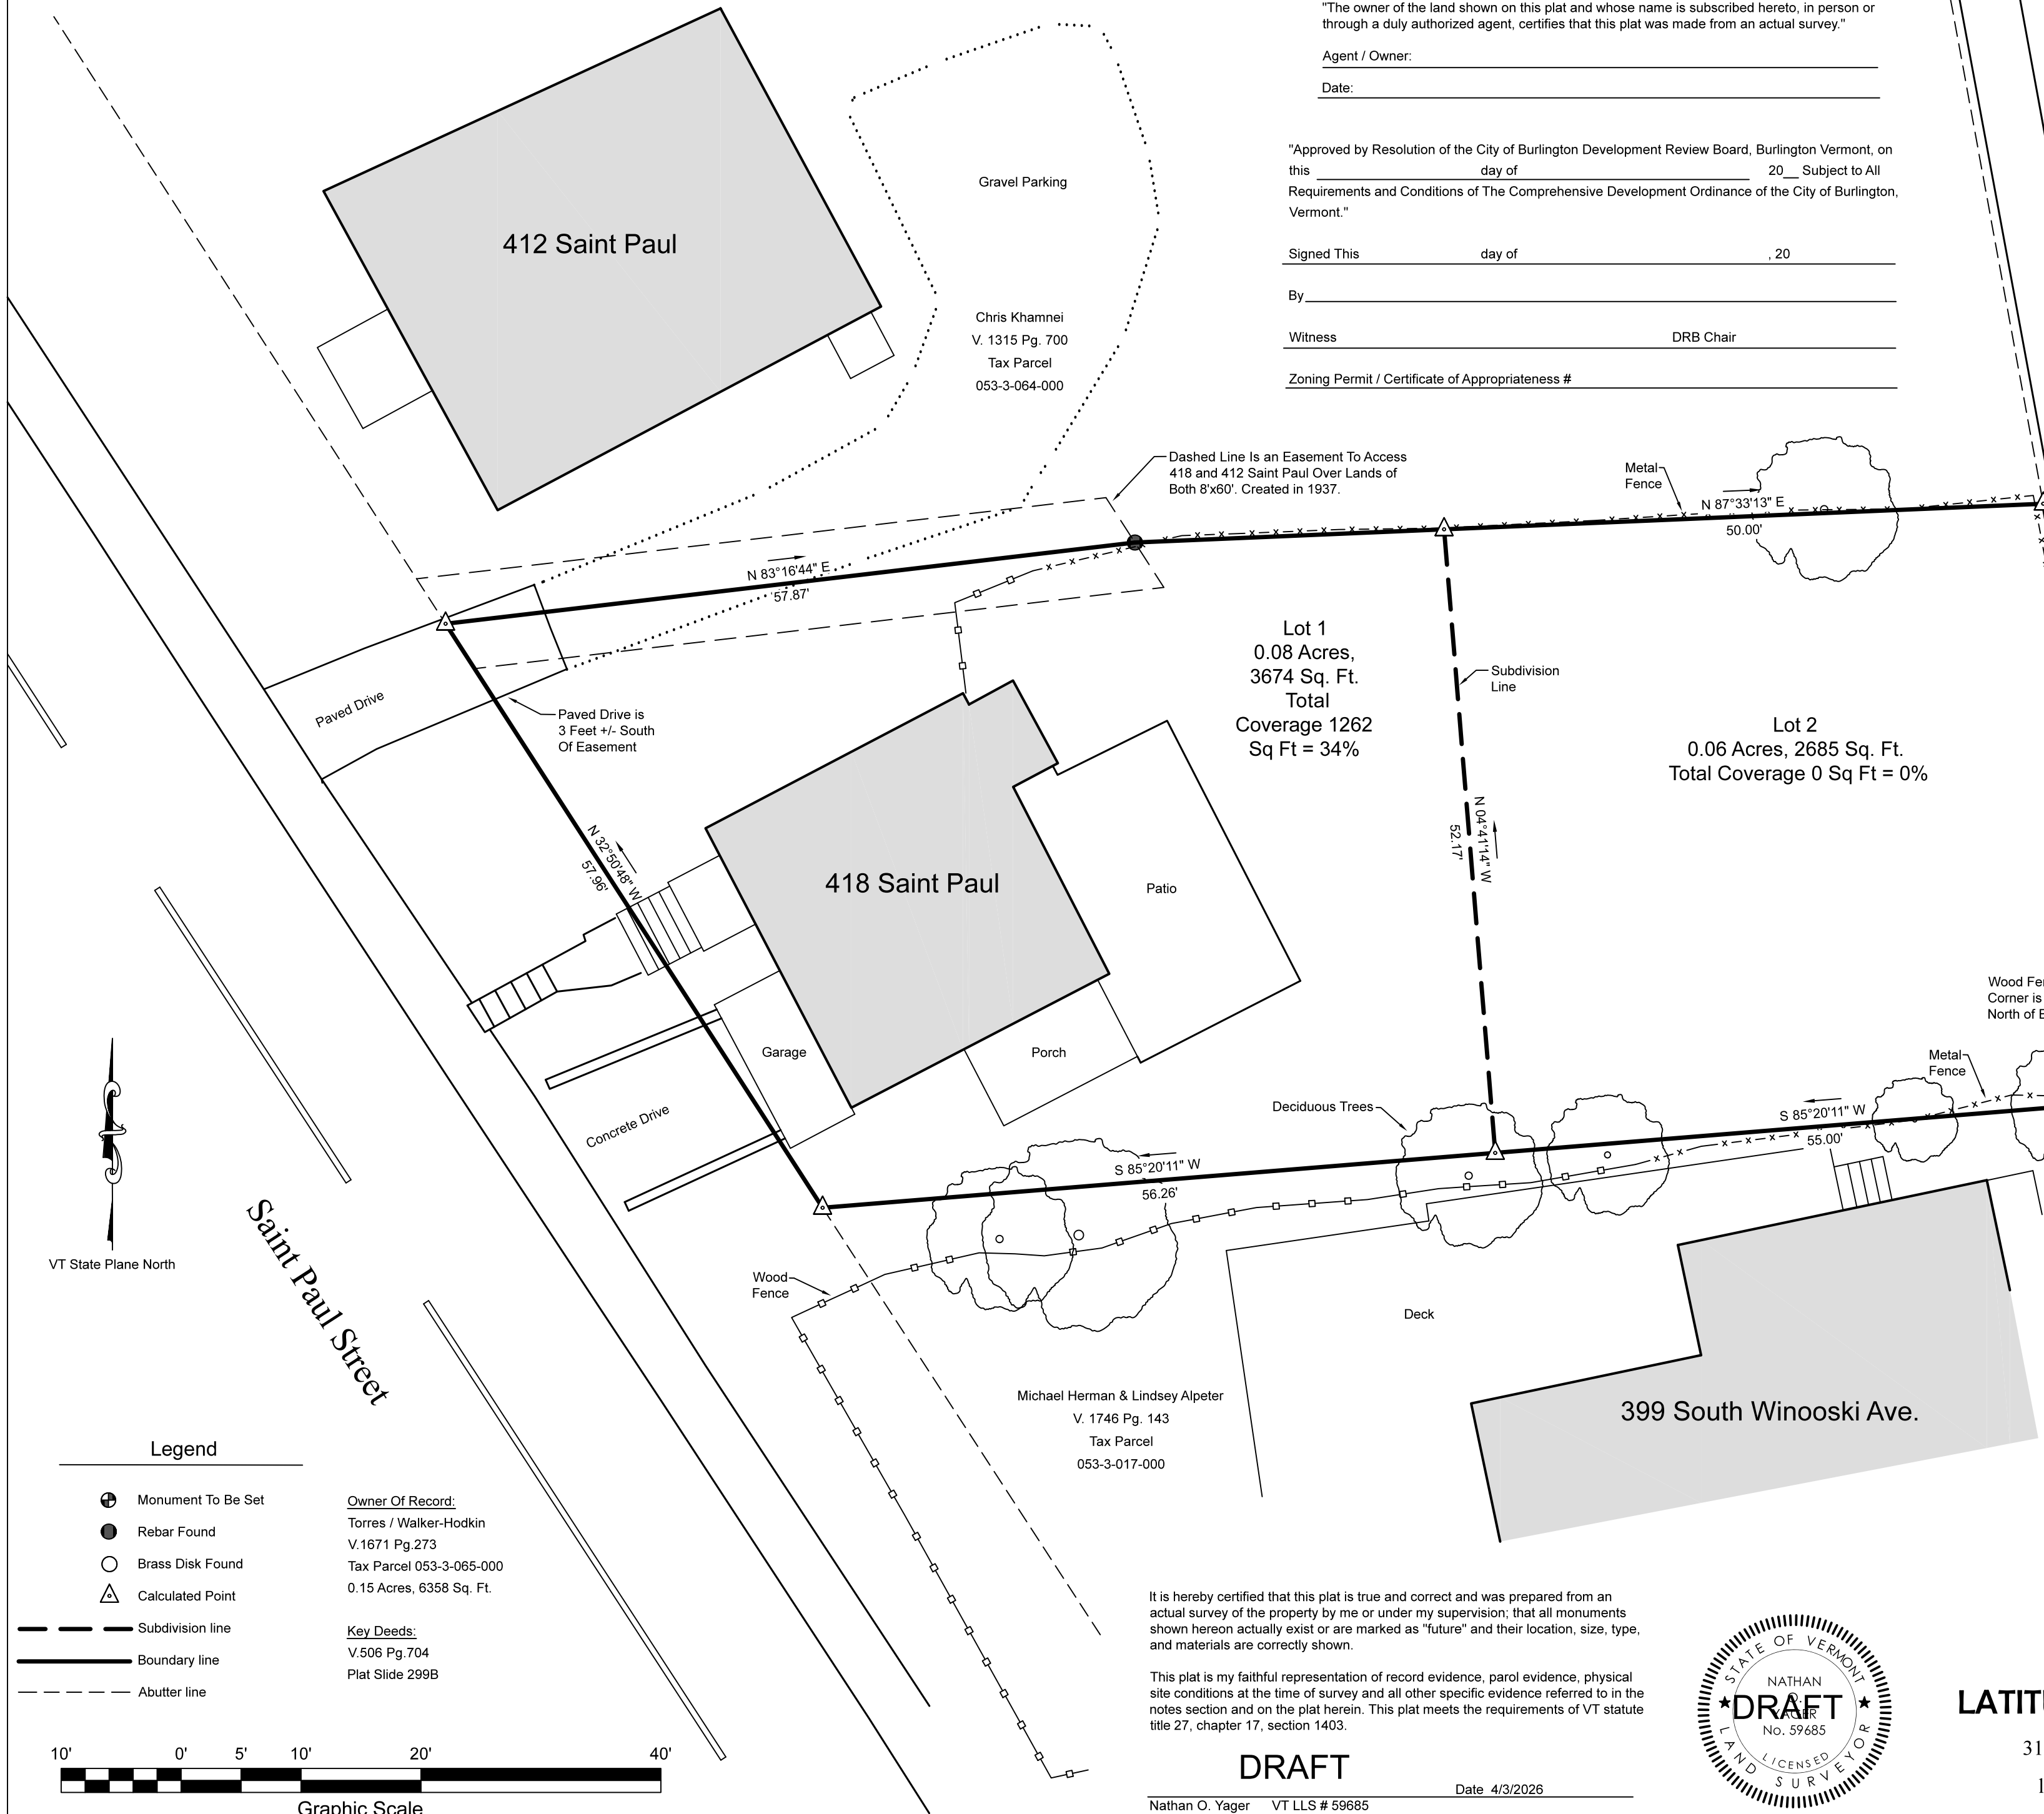 "The owner of the land shown on this plat and whose name is subscribed hereto, in person or
through a duly authorized agent, certifies that this plat was made from an actual survey."
Agent / Owner:
Date:
"Approved by Resolution of the City of Burlington Development Review Board, Burlington Vermont, on
this day of 20__ Subject to All
Requirements and Conditions of The Comprehensive Development Ordinance of the City of Burlington,
Vermont."
Signed This day of , 20
By
Witness DRB Chair
Zoning Permit / Certificate of Appropriateness #
412 Saint Paul
Gravel Parking
Chris Khamnei
V. 1315 Pg. 700
Tax Parcel
053-3-064-000
Dashed Line Is an Easement To Access
418 and 412 Saint Paul Over Lands of
Both 8'x60'. Created in 1937.
Metal
Fence
N 87°33'13" E
50.00'
N 83°16'44" E
57.87'
Paved Drive
Paved Drive is
3 Feet +/- South
Of Easement
Lot 1
0.08 Acres,
3674 Sq. Ft.
Total
Coverage 1262
Sq Ft = 34%
Subdivision
Line
Lot 2
0.06 Acres, 2685 Sq. Ft.
Total Coverage 0 Sq Ft = 0%
N 32°50'48" W
57.96'
N 04°41'14" W
52.17'
418 Saint Paul
Patio
Garage
Porch
Concrete Drive
Wood
Corner is
North of
Metal
Fence
Deciduous Trees
S 85°20'11" W
55.00'
S 85°20'11" W
56.26'
VT State Plane North
Saint Paul Street
Wood
Fence
Deck
Michael Herman & Lindsey Alpeter
V. 1746 Pg. 143
Tax Parcel
053-3-017-000
399 South Winooski Ave.
Legend
Monument To Be Set
Rebar Found
Brass Disk Found
Calculated Point
Subdivision line
Boundary line
Abutter line
Owner Of Record:
Torres / Walker-Hodkin
V.1671 Pg.273
Tax Parcel 053-3-065-000
0.15 Acres, 6358 Sq. Ft.
Key Deeds:
V.506 Pg.704
Plat Slide 299B
10' 0' 5' 10' 20' 40'
Graphic Scale
It is hereby certified that this plat is true and correct and was prepared from an
actual survey of the property by me or under my supervision; that all monuments
shown hereon actually exist or are marked as "future" and their location, size, type,
and materials are correctly shown.
This plat is my faithful representation of record evidence, parol evidence, physical
site conditions at the time of survey and all other specific evidence referred to in the
notes section and on the plat herein. This plat meets the requirements of VT statute
title 27, chapter 17, section 1403.
DRAFT
Date 4/3/2026
Nathan O. Yager VT LLS # 59685
STATE OF VERMONT
NATHAN
O.
YAGER
DRAFT
No. 59685
LICENSED
LAND SURVEYOR
LATIT
31